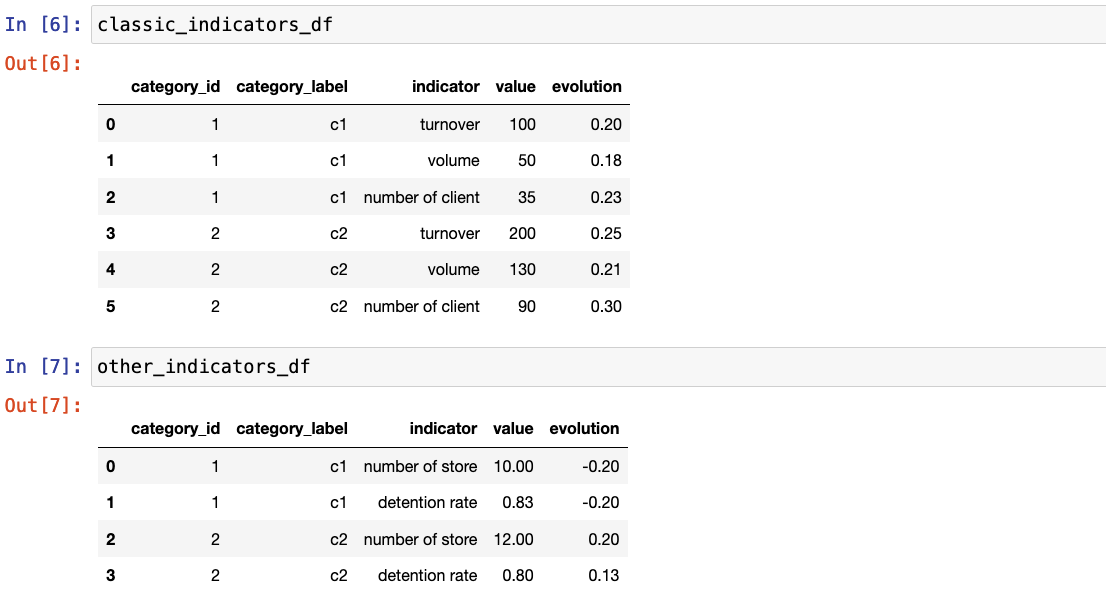 In [6]: classic_indicators_df
Out[6]:
category_id category_label indicator value evolution
0 1 c1 turnover 100 0.20
1 1 c1 volume 50 0.18
2 1 c1 number of client 35 0.23
3 2 c2 turnover 200 0.25
4 2 c2 volume 130 0.21
5 2 c2 number of client 90 0.30
In [7]: other_indicators_df
Out[7]:
category_id category_label indicator value evolution
0 1 c1 number of store 10.00 -0.20
1 1 c1 detention rate 0.83 -0.20
2 2 c2 number of store 12.00 0.20
3 2 c2 detention rate 0.80 0.13